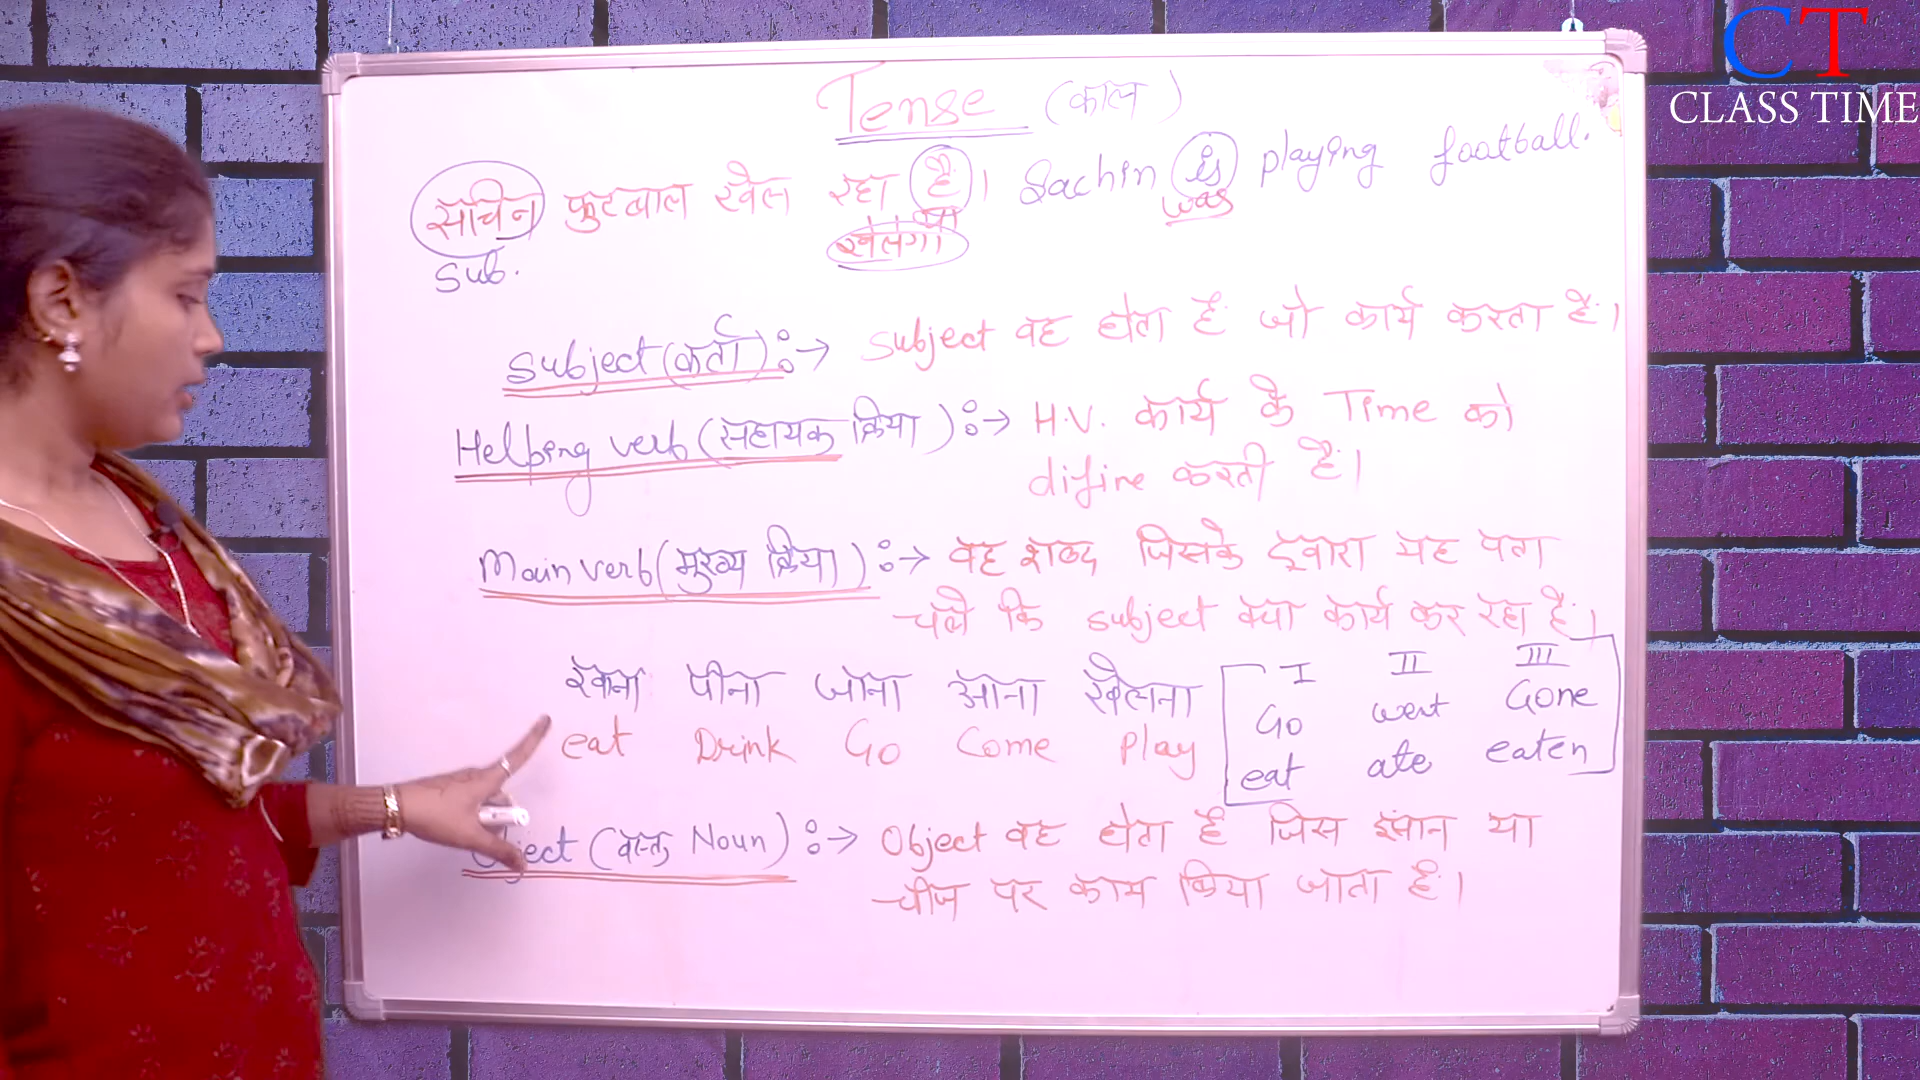 CT
CLASS TIME
Tense (काल)
सचिन फुटबाल खेल रहा है। Sachin is playing football.
था was
खेलेगा
Sub.
Subject (कर्ता) :→ Subject वह होता है जो कार्य करता है।
Helping verb (सहायक क्रिया) :→ H.V. कार्य के Time को
difine करती है।
Main verb (मुख्य क्रिया) :→ वह शब्द जिसके द्वारा यह पता
चले कि subject क्या कार्य कर रहा है।
खाना पीना जाना आना खेलना
eat Drink Go Come Play
I II III
Go went Gone
eat ate eaten
Object (वस्तु Noun) :→ Object वह होता है जिस इंसान या
चीज पर काम किया जाता है।